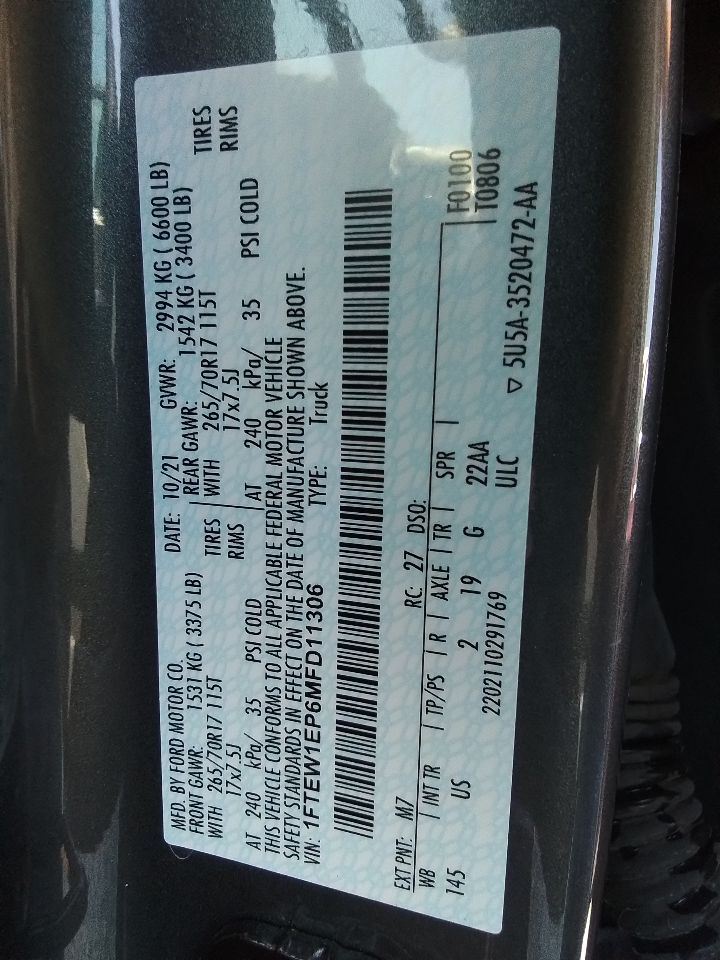 MFD. BY FORD MOTOR CO. DATE: 10/21 GVWR: 2994 KG ( 6600 LB)
FRONT GAWR: 1531 KG ( 3375 LB) REAR GAWR: 1542 KG ( 3400 LB)
WITH 265/70R17 115T TIRES WITH 265/70R17 115T TIRES
17x7.5J RIMS 17x7.5J RIMS
AT 240 kPa/ 35 PSI COLD AT 240 kPa/ 35 PSI COLD
THIS VEHICLE CONFORMS TO ALL APPLICABLE FEDERAL MOTOR VEHICLE
SAFETY STANDARDS IN EFFECT ON THE DATE OF MANUFACTURE SHOWN ABOVE.
VIN: 1FTEW1EP6MFD11306 TYPE: Truck
EXT PNT: M7 RC: 27 DSO:
WB | INT TR | TP/PS | R | AXLE | TR | SPR | F0100
145 US 2 19 G 22AA T0806
ULC
2202110291769
▽ 5U5A-3520472-AA